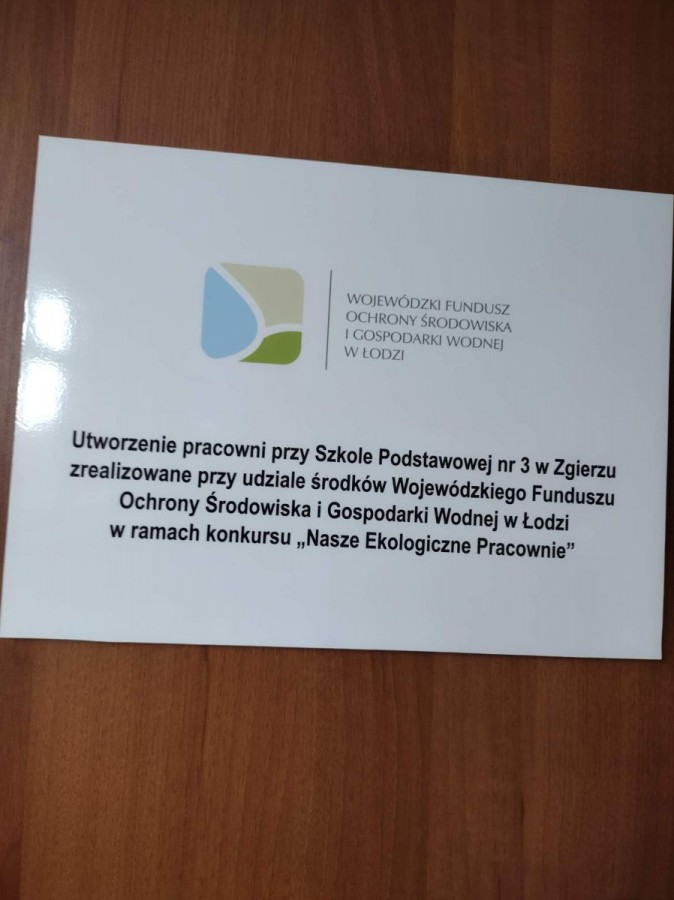 WOJEWÓDZKI FUNDUSZ
OCHRONY ŚRODOWISKA
I GOSPODARKI WODNEJ
W ŁODZI
Utworzenie pracowni przy Szkole Podstawowej nr 3 w Zgierzu
zrealizowane przy udziale środków Wojewódzkiego Funduszu
Ochrony Środowiska i Gospodarki Wodnej w Łodzi
w ramach konkursu „Nasze Ekologiczne Pracownie”